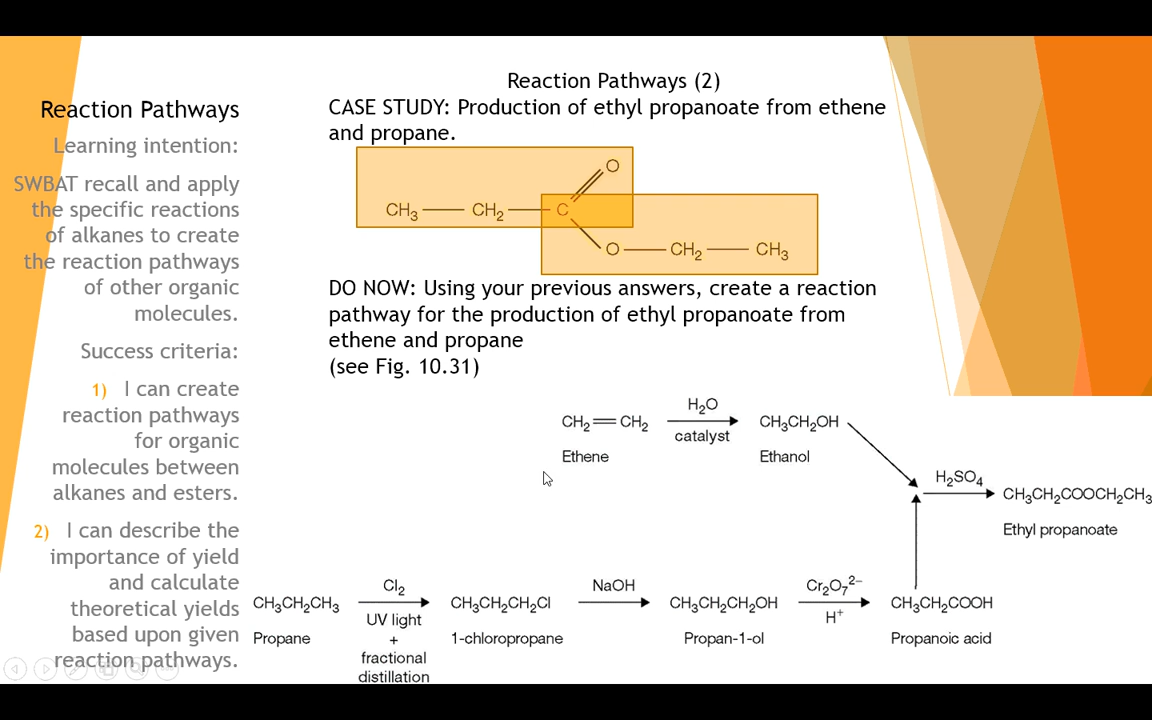 Reaction Pathways
Learning intention:
SWBAT recall and apply
the specific reactions
of alkanes to create
the reaction pathways
of other organic
molecules.
Success criteria:
1) I can create
reaction pathways
for organic
molecules between
alkanes and esters.
2) I can describe the
importance of yield
and calculate
theoretical yields
based upon given
reaction pathways.
Reaction Pathways (2)
CASE STUDY: Production of ethyl propanoate from ethene
and propane.
O
CH₃ CH₂ C
O CH₂ CH₃
DO NOW: Using your previous answers, create a reaction
pathway for the production of ethyl propanoate from
ethene and propane
(see Fig. 10.31)
H₂O
CH₂ CH₂ CH₃CH₂OH
catalyst
Ethene Ethanol
H₂SO₄
CH₃CH₂COOCH₂CH₃
Ethyl propanoate
Cl₂ NaOH Cr₂O₇²⁻
CH₃CH₂CH₃ CH₃CH₂CH₂Cl CH₃CH₂CH₂OH CH₃CH₂COOH
UV light H⁺
Propane + 1-chloropropane Propan-1-ol Propanoic acid
fractional
distillation